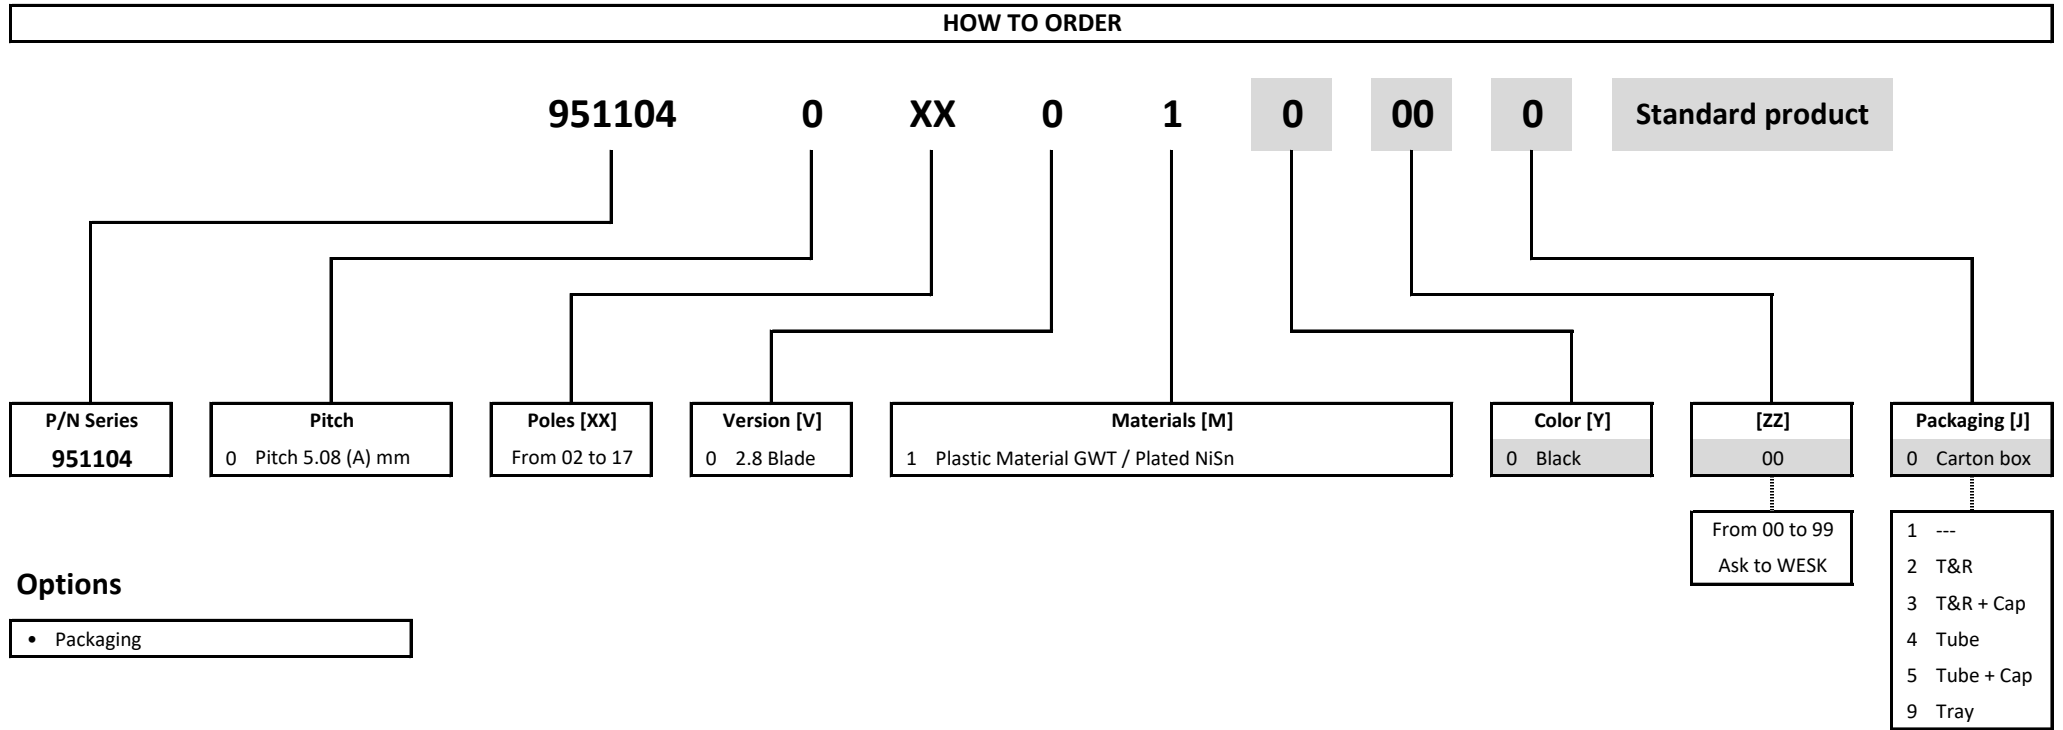 HOW TO ORDER
951104 0 XX 0 1 0 00 0 Standard product
P/N Series
951104
Pitch
0 Pitch 5.08 (A) mm
Poles [XX]
From 02 to 17
Version [V]
0 2.8 Blade
Materials [M]
1 Plastic Material GWT / Plated NiSn
Color [Y]
0 Black
[ZZ]
00
From 00 to 99
Ask to WESK
Packaging [J]
0 Carton box
1 ---
2 T&R
3 T&R + Cap
4 Tube
5 Tube + Cap
9 Tray
Options
• Packaging